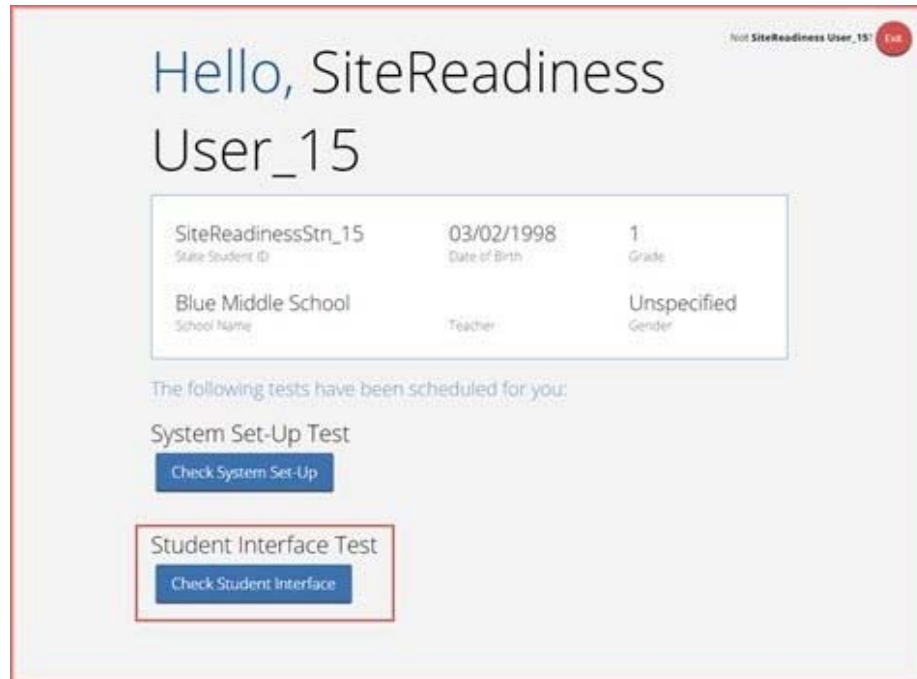 Not SiteReadiness User_15? Exit
Hello, SiteReadiness
User_15
SiteReadinessStn_15 03/02/1998 1
State Student ID Date of Birth Grade
Blue Middle School Unspecified
School Name Teacher Gender
The following tests have been scheduled for you:
System Set-Up Test
Check System Set-Up
Student Interface Test
Check Student Interface